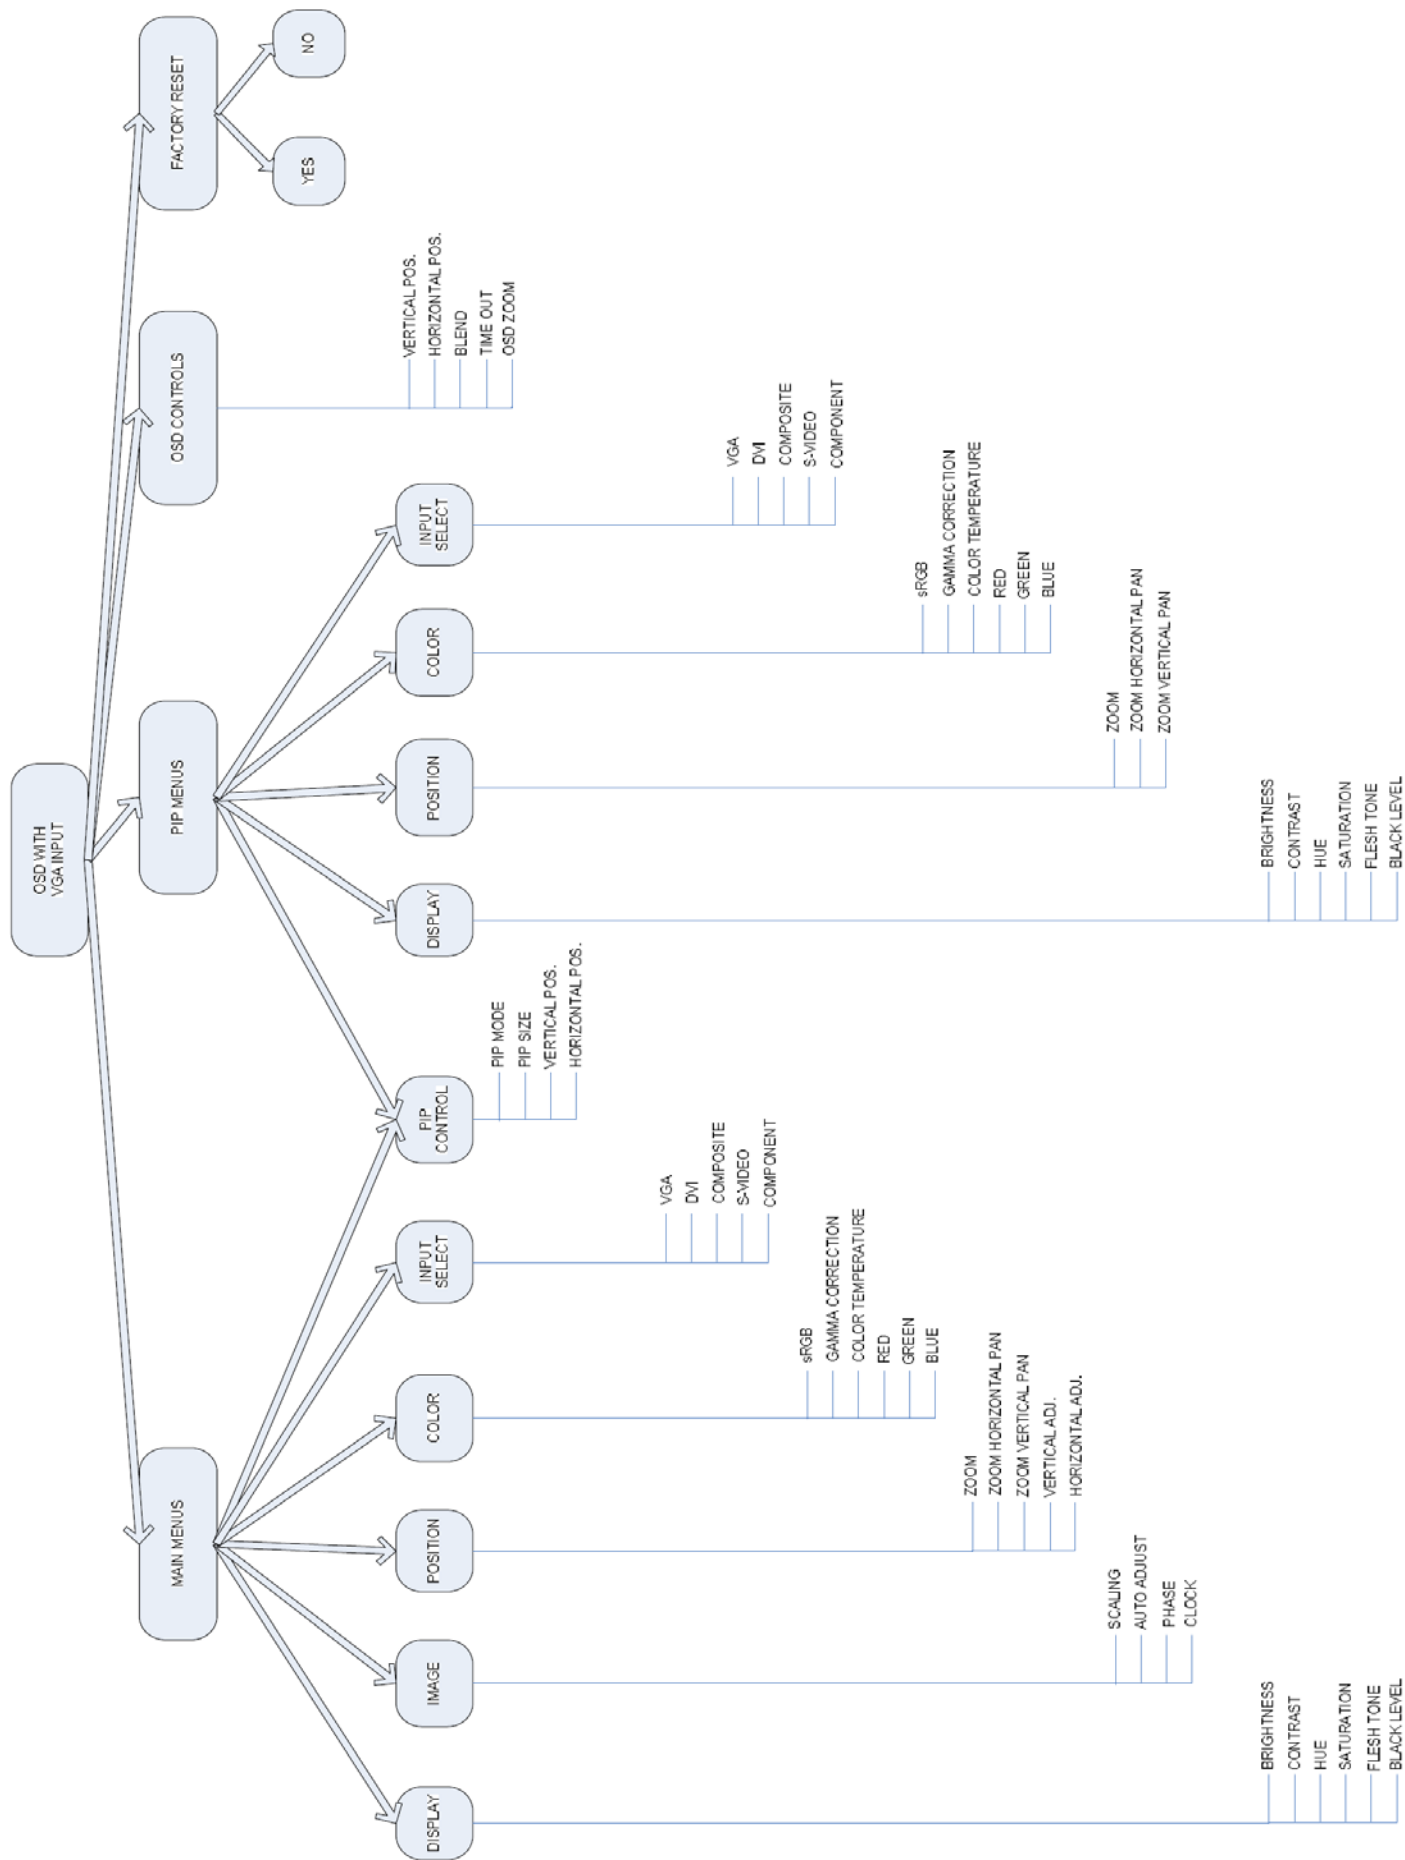 OSD WITH
VGA INPUT
MAIN MENUS
PIP MENUS
OSD CONTROLS
FACTORY RESET
YES
NO
DISPLAY
IMAGE
POSITION
COLOR
INPUT
SELECT
PIP
CONTROL
DISPLAY
POSITION
COLOR
INPUT
SELECT
BRIGHTNESS
CONTRAST
HUE
SATURATION
FLESH TONE
BLACK LEVEL
SCALING
AUTO ADJUST
PHASE
CLOCK
ZOOM
ZOOM HORIZONTAL PAN
ZOOM VERTICAL PAN
VERTICAL ADJ.
HORIZONTAL ADJ.
sRGB
GAMMA CORRECTION
COLOR TEMPERATURE
RED
GREEN
BLUE
VGA
DVI
COMPOSITE
S-VIDEO
COMPONENT
PIP MODE
PIP SIZE
VERTICAL POS.
HORIZONTAL POS.
BRIGHTNESS
CONTRAST
HUE
SATURATION
FLESH TONE
BLACK LEVEL
ZOOM
ZOOM HORIZONTAL PAN
ZOOM VERTICAL PAN
sRGB
GAMMA CORRECTION
COLOR TEMPERATURE
RED
GREEN
BLUE
VGA
DVI
COMPOSITE
S-VIDEO
COMPONENT
VERTICAL POS.
HORIZONTAL POS.
BLEND
TIME OUT
OSD ZOOM